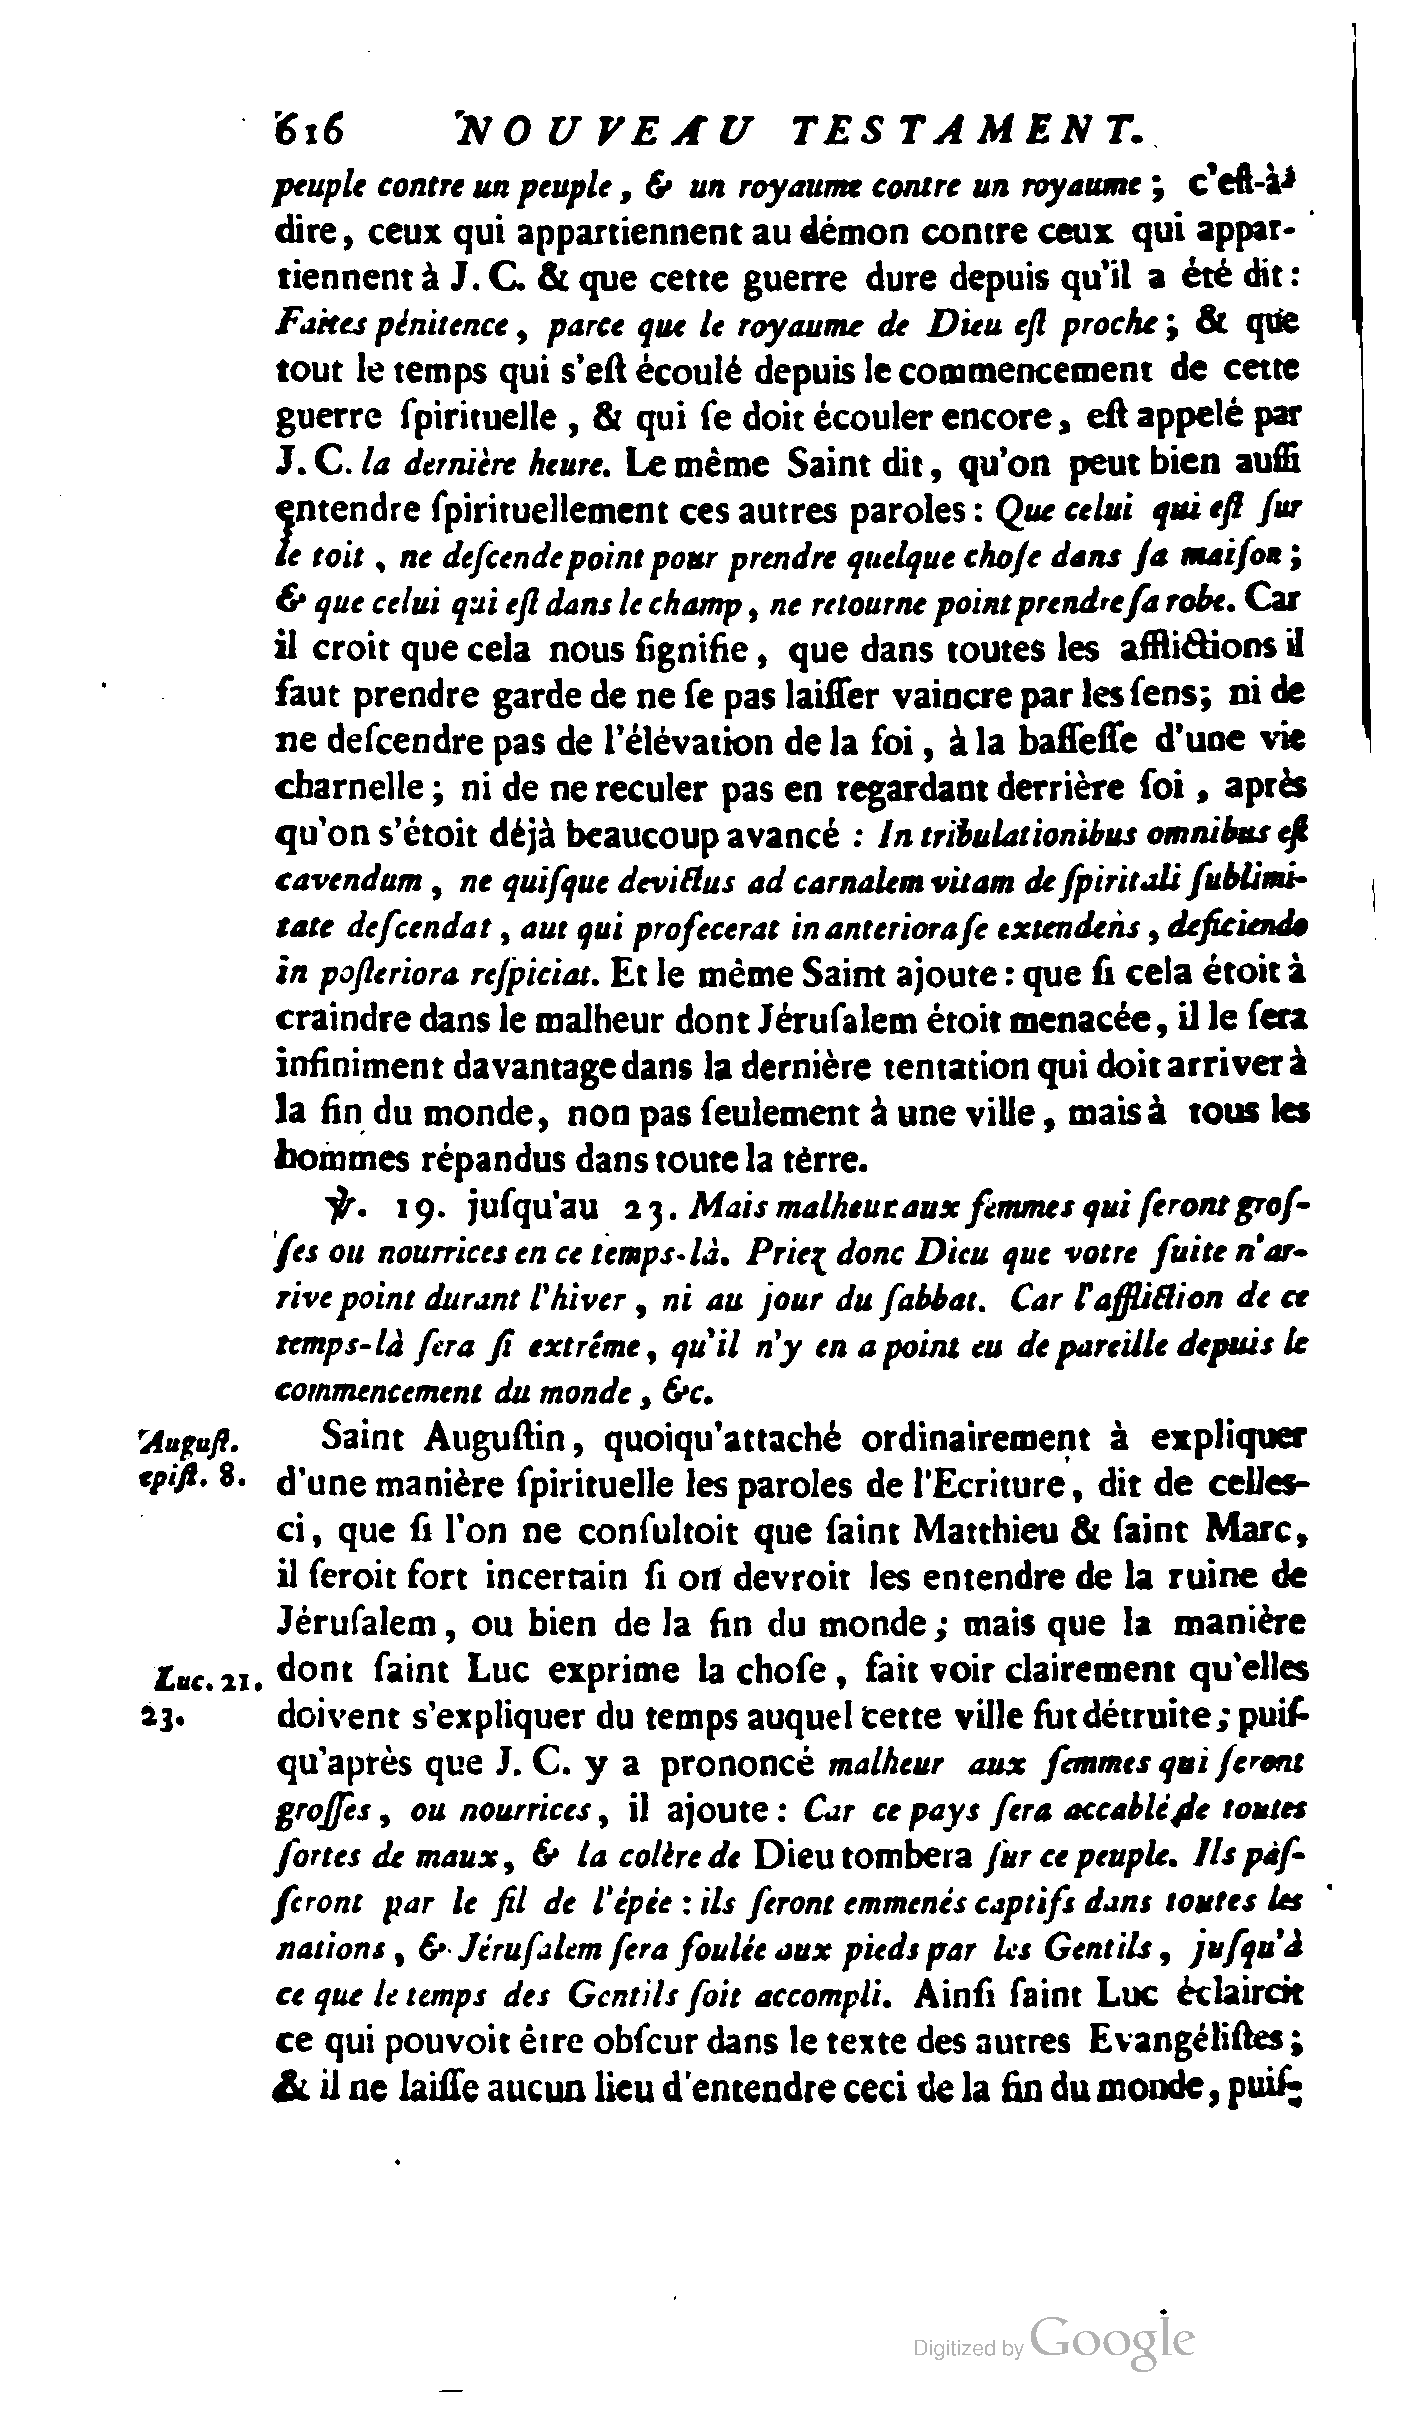 616 NOUVEAU TESTAMENT.
peuple contre un peuple, & un royaume contre un royaume; c'eſt-à-
dire, ceux qui appartiennent au démon contre ceux qui appar-
tiennent à J. C. & que cette guerre dure depuis qu'il a été dit:
Faites pénitence, parce que le royaume de Dieu eſt proche; & que
tout le temps qui s'eſt écoulé depuis le commencement de cette
guerre ſpirituelle, & qui ſe doit écouler encore, eſt appelé par
J. C. la dernière heure. Le même Saint dit, qu'on peut bien auſſi
entendre ſpirituellement ces autres paroles: Que celui qui eſt ſur
le toit, ne deſcende point pour prendre quelque choſe dans ſa maiſon;
& que celui qui eſt dans le champ, ne retourne point prendre ſa robe. Car
il croit que cela nous ſignifie, que dans toutes les afflictions il
faut prendre garde de ne ſe pas laiſſer vaincre par les ſens; ni de
ne deſcendre pas de l'élévation de la foi, à la baſſeſſe d'une vie
charnelle; ni de ne reculer pas en regardant derrière ſoi, après
qu'on s'étoit déjà beaucoup avancé: In tribulationibus omnibus eſt
cavendum, ne quiſque devictus ad carnalem vitam de ſpiritali ſublimi-
tate deſcendat, aut qui profecerat in anteriora ſe extendens, deficiendo
in poſteriora reſpiciat. Et le même Saint ajoute: que ſi cela étoit à
craindre dans le malheur dont Jéruſalem étoit menacée, il le ſera
infiniment davantage dans la dernière tentation qui doit arriver à
la fin du monde, non pas ſeulement à une ville, mais à tous les
hommes répandus dans toute la terre.
℣. 19. juſqu'au 23. Mais malheur aux femmes qui ſeront groſ-
ſes ou nourrices en ce temps-là. Priez donc Dieu que votre fuite n'ar-
rive point durant l'hiver, ni au jour du ſabbat. Car l'affliction de ce
temps-là ſera ſi extrême, qu'il n'y en a point eu de pareille depuis le
commencement du monde, &c.
Auguſt. Saint Auguſtin, quoiqu'attaché ordinairement à expliquer
epiſt. 8. d'une manière ſpirituelle les paroles de l'Ecriture, dit de celles-
ci, que ſi l'on ne conſultoit que ſaint Matthieu & ſaint Marc,
il ſeroit fort incertain ſi on devroit les entendre de la ruine de
Jéruſalem, ou bien de la fin du monde; mais que la manière
Luc. 21. dont ſaint Luc exprime la choſe, fait voir clairement qu'elles
23. doivent s'expliquer du temps auquel cette ville fut détruite; puiſ-
qu'après que J. C. y a prononcé malheur aux femmes qui ſeront
groſſes, ou nourrices, il ajoute: Car ce pays ſera accablé de toutes
ſortes de maux, & la colère de Dieu tombera ſur ce peuple. Ils paſ-
ſeront par le fil de l'épée: ils ſeront emmenés captifs dans toutes les
nations, & Jéruſalem ſera foulée aux pieds par les Gentils, juſqu'à
ce que le temps des Gentils ſoit accompli. Ainſi ſaint Luc éclaircit
ce qui pouvoit être obſcur dans le texte des autres Evangéliſtes;
& il ne laiſſe aucun lieu d'entendre ceci de la fin du monde, puiſ-
Digitized by Google